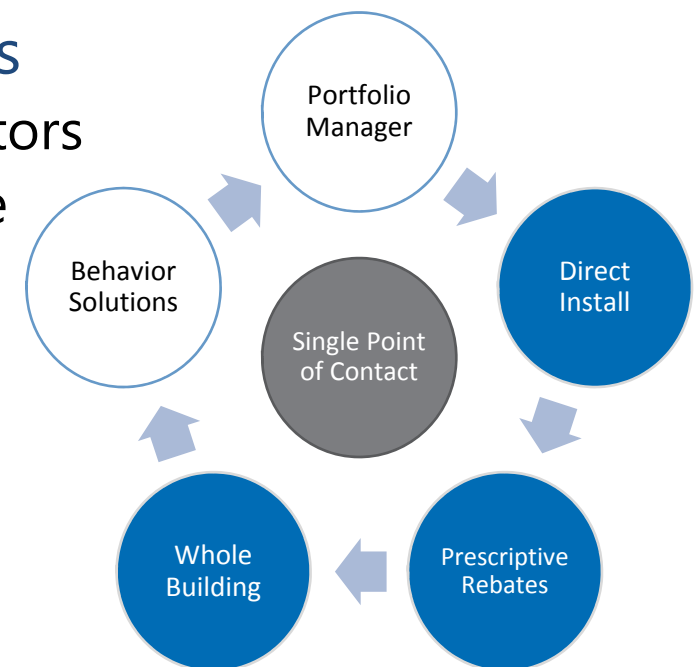 s
tors
e
Portfolio
Manager
Direct
Install
Prescriptive
Rebates
Whole
Building
Behavior
Solutions
Single Point
of Contact